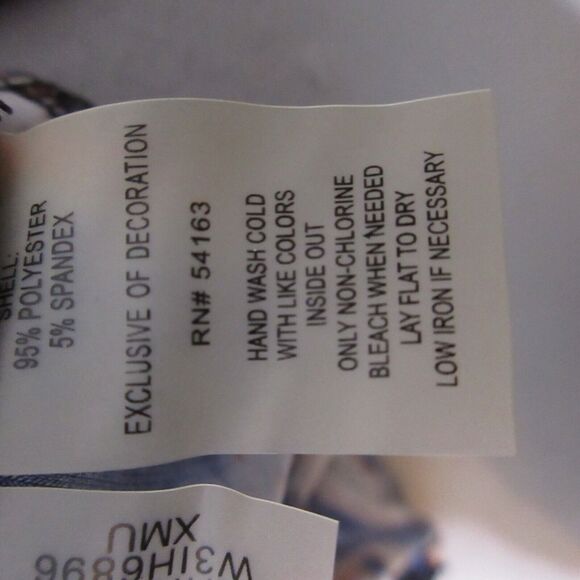 SHELL:
95% POLYESTER
5% SPANDEX
EXCLUSIVE OF DECORATION
RN# 54163
HAND WASH COLD
WITH LIKE COLORS
INSIDE OUT
ONLY NON-CHLORINE
BLEACH WHEN NEEDED
LAY FLAT TO DRY
LOW IRON IF NECESSARY
W3IH6896
XMU